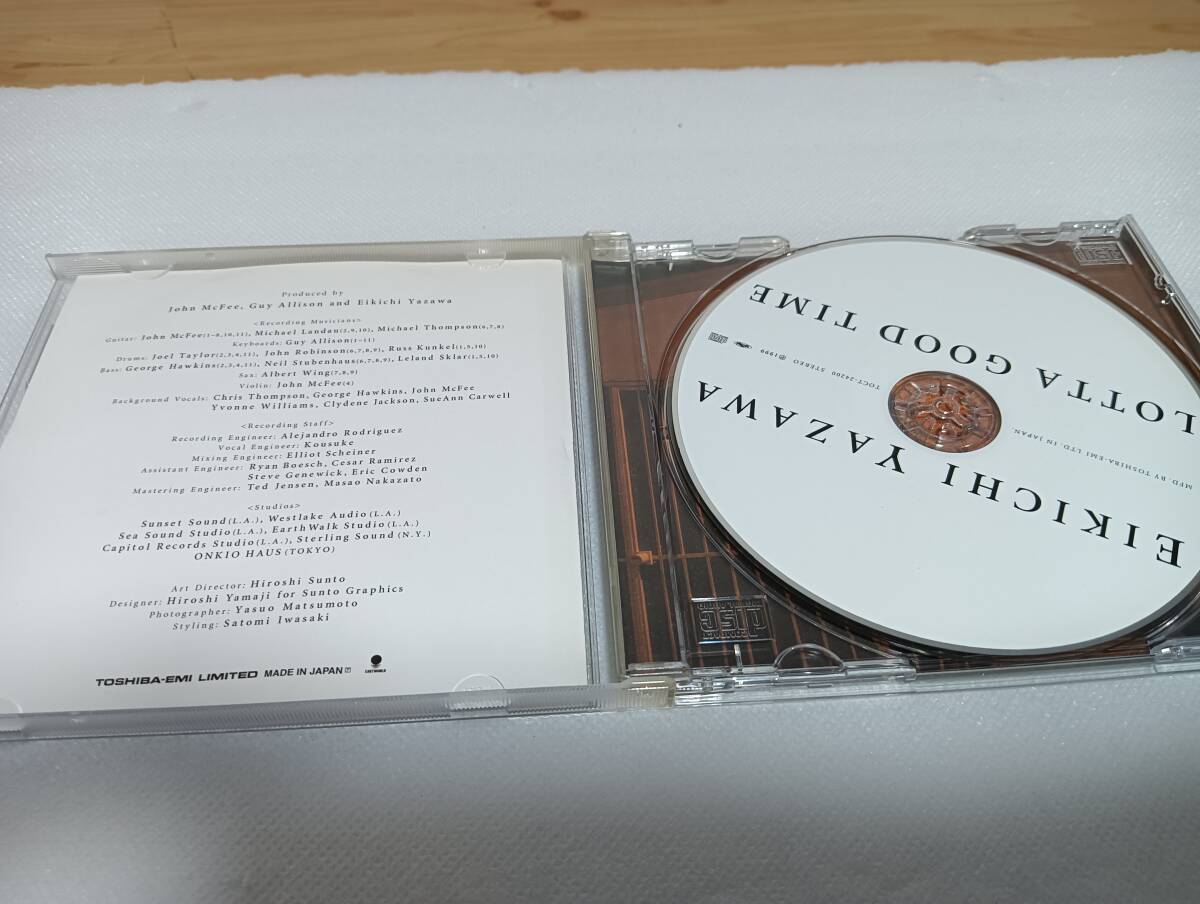 Produced by
John McFee, Guy Allison and Eikichi Yazawa
<Recording Musicians>
Guitar: John McFee(1~8,10,11), Michael Landau(2,9,10), Michael Thompson(6,7,8)
Keyboards: Guy Allison(1~11)
Drums: Joel Taylor(2,3,4,11), John Robinson(6,7,8,9), Russ Kunkel(1,5,10)
Bass: George Hawkins(2,3,4,11), Neil Stubenhaus(6,7,8,9), Leland Sklar(1,5,10)
Sax: Albert Wing(7,8,9)
Violin: John McFee(4)
Background Vocals: Chris Thompson, George Hawkins, John McFee
Yvonne Williams, Clydene Jackson, SueAnn Carwell
<Recording Staff>
Recording Engineer: Alejandro Rodriguez
Vocal Engineer: Kousuke
Mixing Engineer: Elliot Scheiner
Assistant Engineer: Ryan Boesch, Cesar Ramirez
Steve Genewick, Eric Cowden
Mastering Engineer: Ted Jensen, Masao Nakazato
<Studios>
Sunset Sound(L.A.), Westlake Audio(L.A.)
Sea Sound Studio(L.A.), EarthWalk Studio(L.A.)
Capitol Records Studio(L.A.), Sterling Sound(N.Y.)
ONKIO HAUS(TOKYO)
Art Director: Hiroshi Sunto
Designer: Hiroshi Yamaji for Sunto Graphics
Photographer: Yasuo Matsumoto
Styling: Satomi Iwasaki
TOSHIBA-EMI LIMITED MADE IN JAPAN
EASTWORLD
EIKICHI YAZAWA
LOTTA GOOD TIME
MFD. BY TOSHIBA-EMI LTD. IN JAPAN.
TOCT-24200 STEREO ℗1999
COMPACT
disc
DIGITAL AUDIO